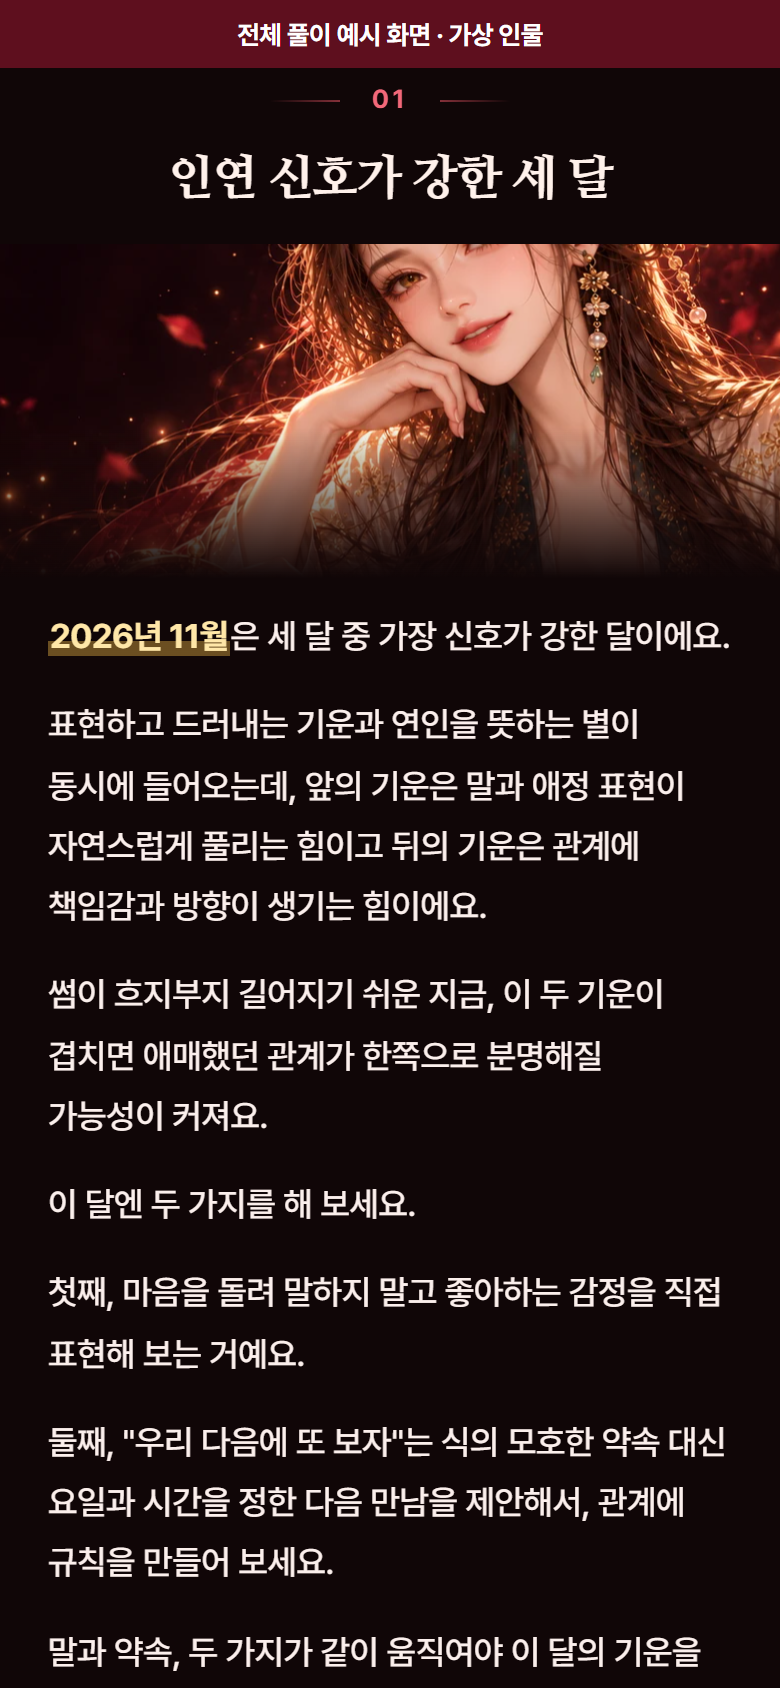 전체 풀이 예시 화면 · 가상 인물
01
인연 신호가 강한 세 달
2026년 11월은 세 달 중 가장 신호가 강한 달이에요.
표현하고 드러내는 기운과 연인을 뜻하는 별이
동시에 들어오는데, 앞의 기운은 말과 애정 표현이
자연스럽게 풀리는 힘이고 뒤의 기운은 관계에
책임감과 방향이 생기는 힘이에요.
썸이 흐지부지 길어지기 쉬운 지금, 이 두 기운이
겹치면 애매했던 관계가 한쪽으로 분명해질
가능성이 커져요.
이 달엔 두 가지를 해 보세요.
첫째, 마음을 돌려 말하지 말고 좋아하는 감정을 직접
표현해 보는 거예요.
둘째, "우리 다음에 또 보자"는 식의 모호한 약속 대신
요일과 시간을 정한 다음 만남을 제안해서, 관계에
규칙을 만들어 보세요.
말과 약속, 두 가지가 같이 움직여야 이 달의 기운을